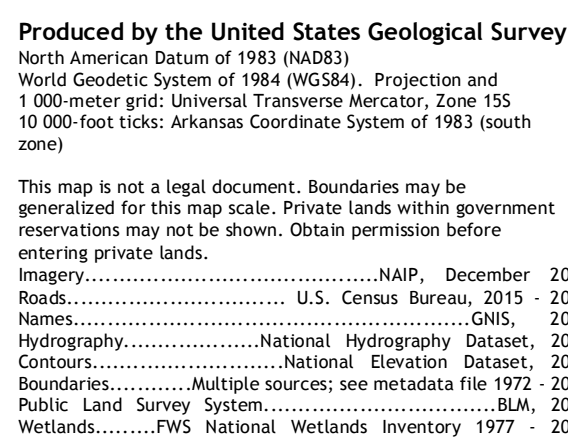 Produced by the United States Geological Survey
North American Datum of 1983 (NAD83)
World Geodetic System of 1984 (WGS84). Projection and
1 000-meter grid: Universal Transverse Mercator, Zone 15S
10 000-foot ticks: Arkansas Coordinate System of 1983 (south
zone)
This map is not a legal document. Boundaries may be
generalized for this map scale. Private lands within government
reservations may not be shown. Obtain permission before
entering private lands.
Imagery.........................................NAIP, December 20
Roads.............................. U.S. Census Bureau, 2015 - 20
Names.......................................................GNIS, 20
Hydrography...................National Hydrography Dataset, 20
Contours...........................National Elevation Dataset, 20
Boundaries...........Multiple sources; see metadata file 1972 - 20
Public Land Survey System.................................BLM, 20
Wetlands.........FWS National Wetlands Inventory 1977 - 20